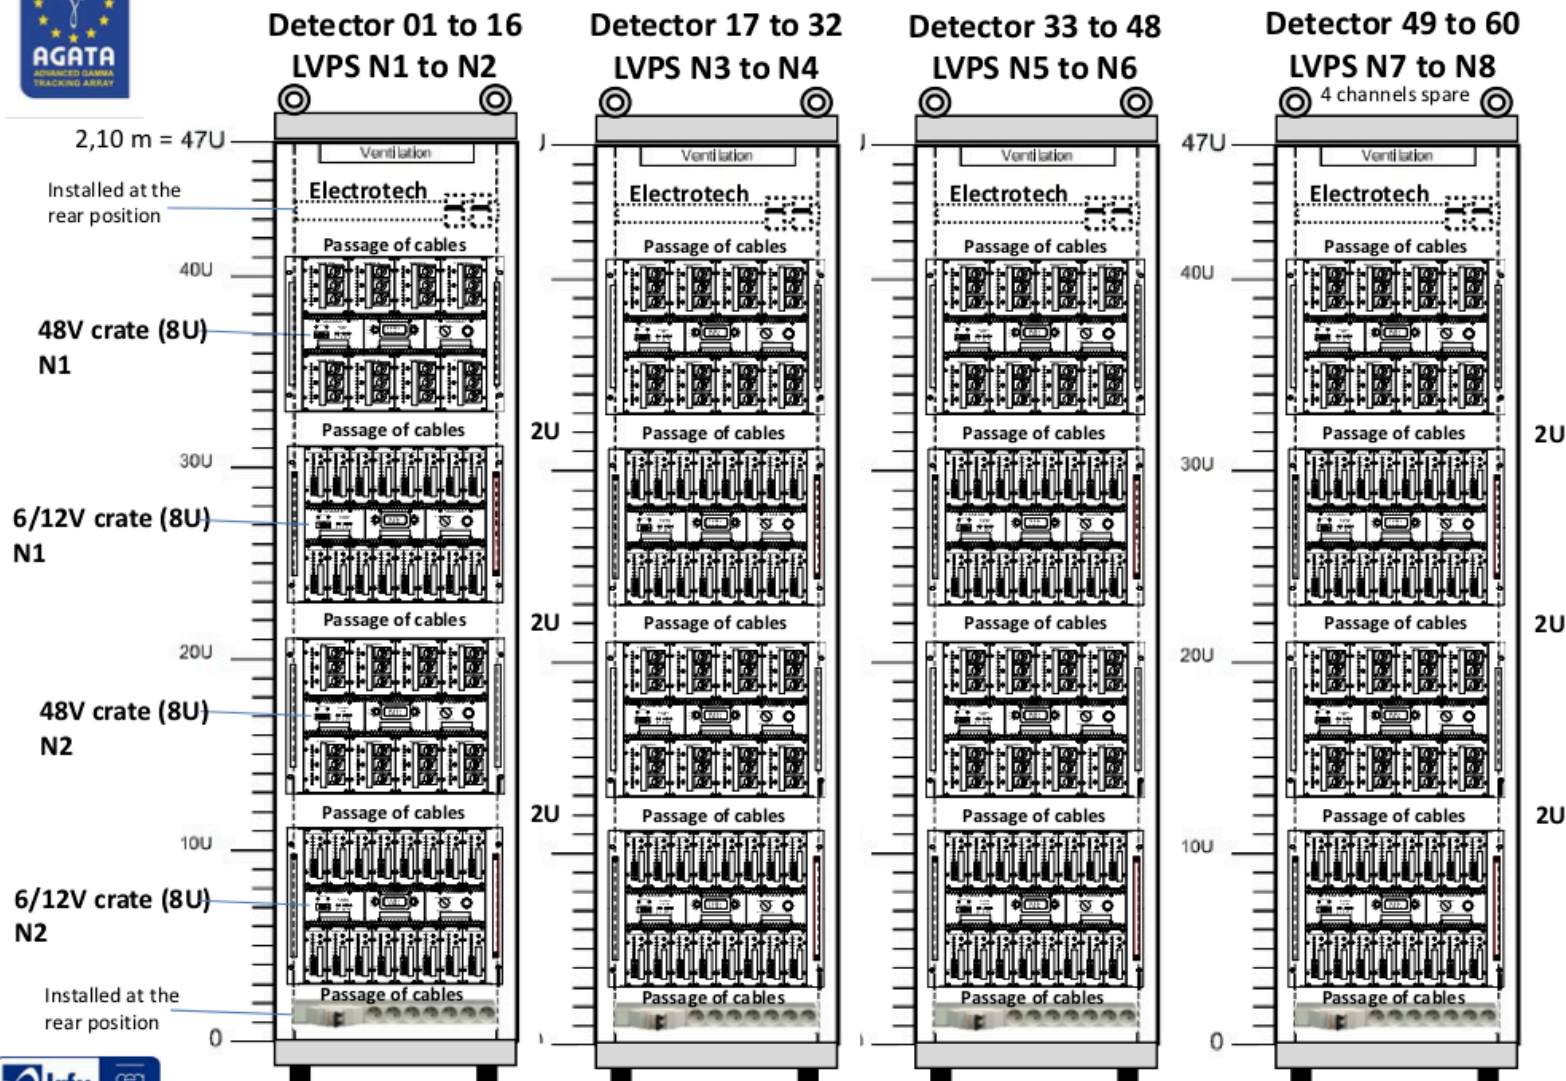 AGATA
ADVANCED GAMMA
TRACKING ARRAY
Detector 01 to 16
LVPS N1 to N2
Detector 17 to 32
LVPS N3 to N4
Detector 33 to 48
LVPS N5 to N6
Detector 49 to 60
LVPS N7 to N8
4 channels spare
2,10 m = 47U
47U
Ventilation
Ventilation
Ventilation
Ventilation
Installed at the
rear position
Electrotech
Electrotech
Electrotech
Electrotech
Passage of cables
Passage of cables
Passage of cables
Passage of cables
40U
40U
48V crate (8U)
N1
Passage of cables
2U
Passage of cables
Passage of cables
Passage of cables
2U
30U
30U
6/12V crate (8U)
N1
Passage of cables
2U
Passage of cables
Passage of cables
Passage of cables
2U
20U
20U
48V crate (8U)
N2
Passage of cables
2U
Passage of cables
Passage of cables
Passage of cables
2U
10U
10U
6/12V crate (8U)
N2
Passage of cables
Passage of cables
Passage of cables
Passage of cables
Installed at the
rear position
0
0